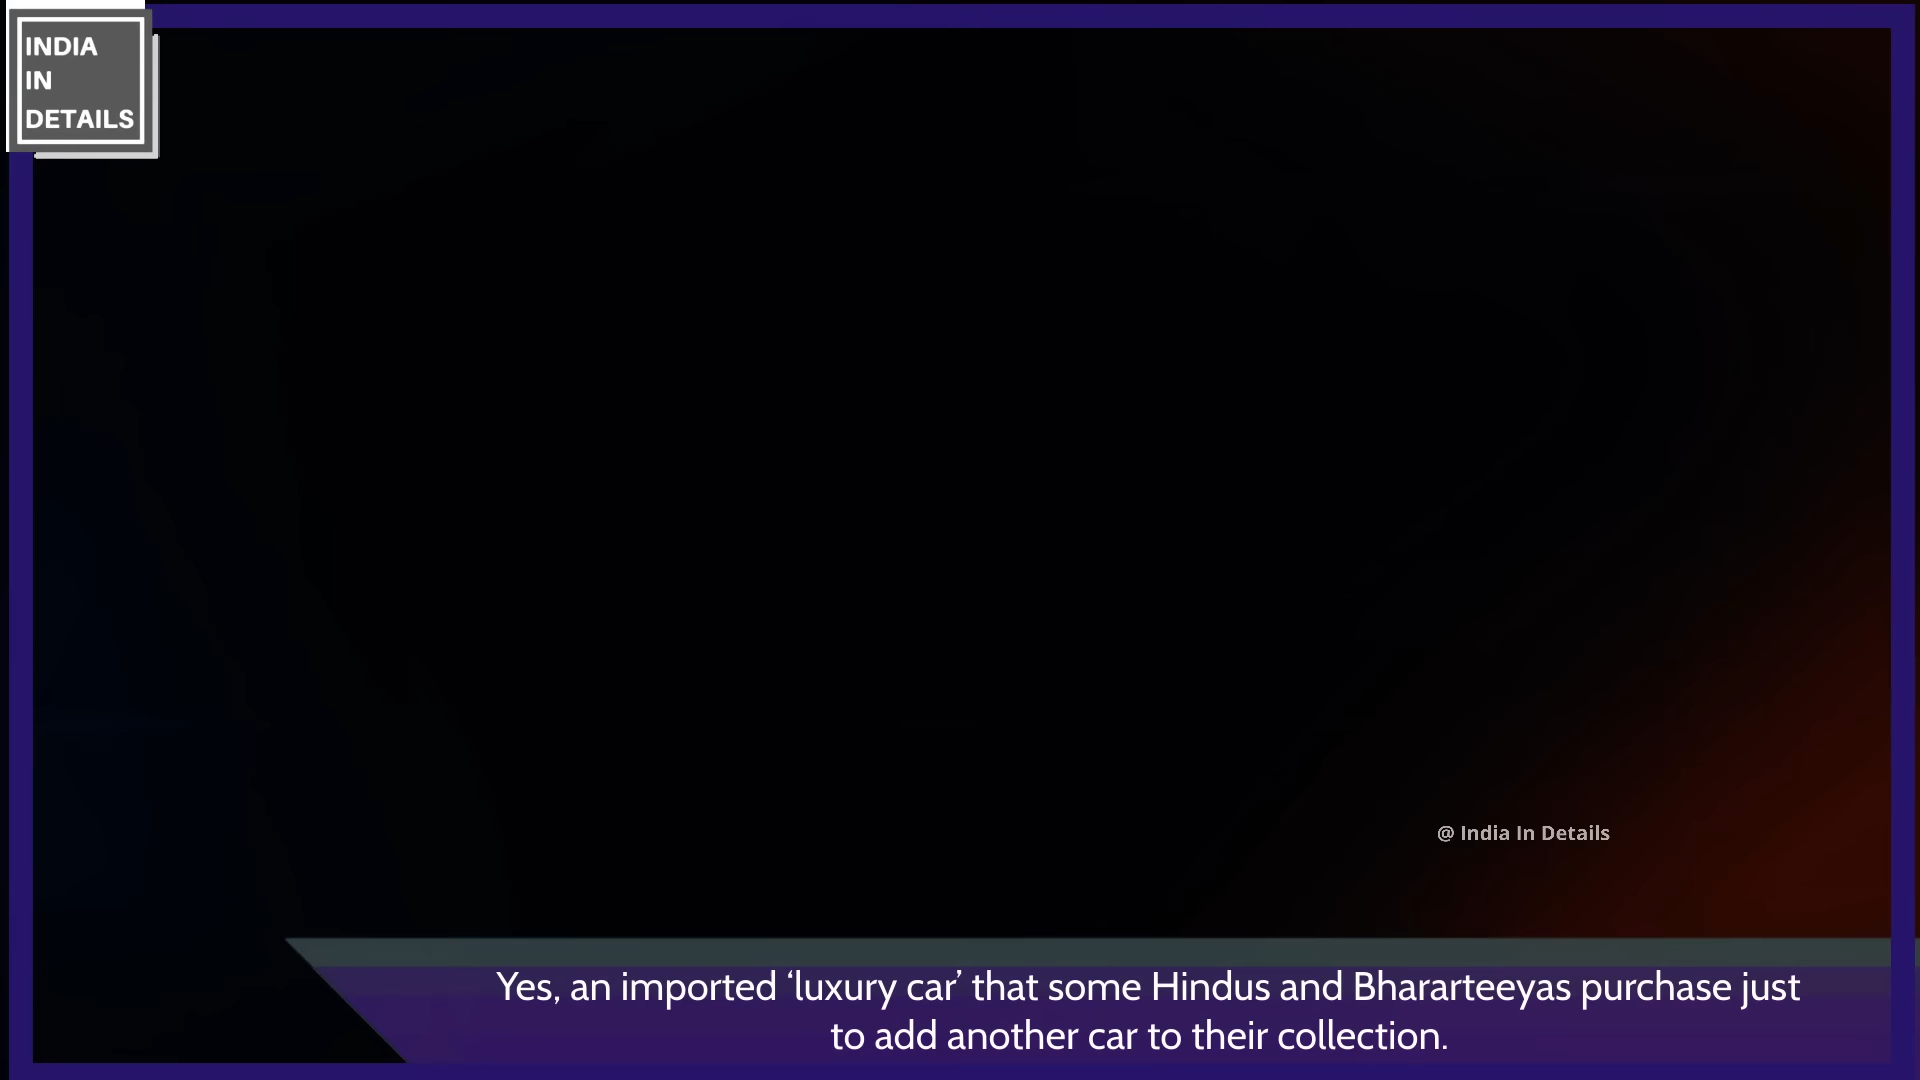 INDIA
IN
DETAILS
@ India In Details
Yes, an imported ‘luxury car’ that some Hindus and Bhararteeyas purchase just
to add another car to their collection.